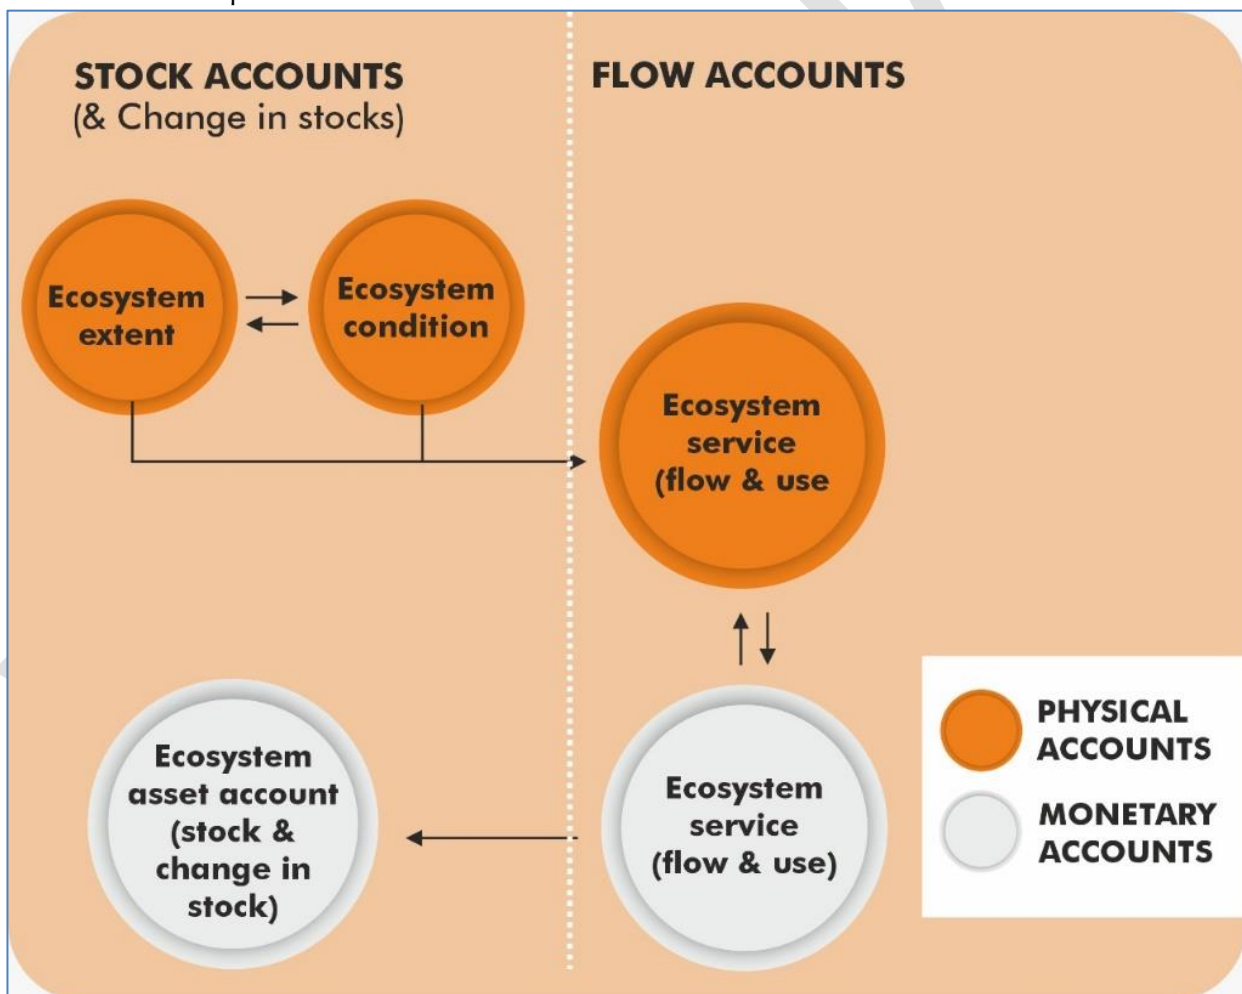 STOCK ACCOUNTS
(& Change in stocks)
FLOW ACCOUNTS
Ecosystem
extent
Ecosystem
condition
Ecosystem
service
(flow & use
Ecosystem
asset account
(stock &
change in
stock)
Ecosystem
service
(flow & use)
PHYSICAL
ACCOUNTS
MONETARY
ACCOUNTS